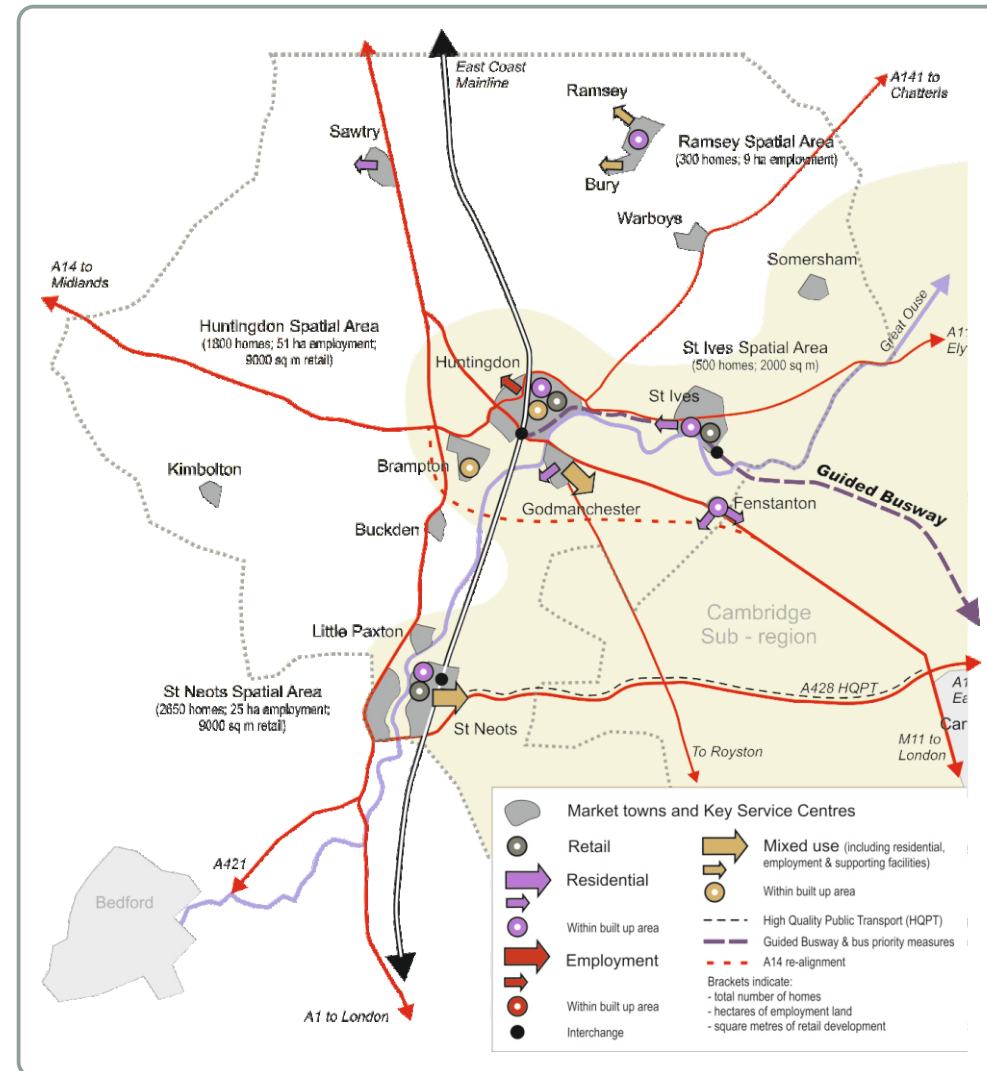 East Coast
Mainline
Ramsey
A141 to
Chatteris
Sawtry
Ramsey Spatial Area
(300 homes; 9 ha employment)
Bury
Warboys
Somersham
A14 to
Midlands
Great Ouse
Huntingdon Spatial Area
(1800 homes; 51 ha employment;
9000 sq m retail)
A1
Ely
St Ives Spatial Area
(500 homes; 2000 sq m)
Huntingdon
St Ives
Kimbolton
Brampton
Guided Busway
Godmanchester
Fenstanton
Buckden
Cambridge
Sub - region
Little Paxton
St Neots Spatial Area
(2650 homes; 25 ha employment;
9000 sq m retail)
A428 HQPT
A1
Ea
Car
St Neots
To Royston
M11 to
London
A421
Bedford
A1 to London
Market towns and Key Service Centres
Retail
Residential
Within built up area
Employment
Within built up area
Interchange
Mixed use (including residential,
employment & supporting facilities)
Within built up area
High Quality Public Transport (HQPT)
Guided Busway & bus priority measures
A14 re-alignment
Brackets indicate:
- total number of homes
- hectares of employment land
- square metres of retail development